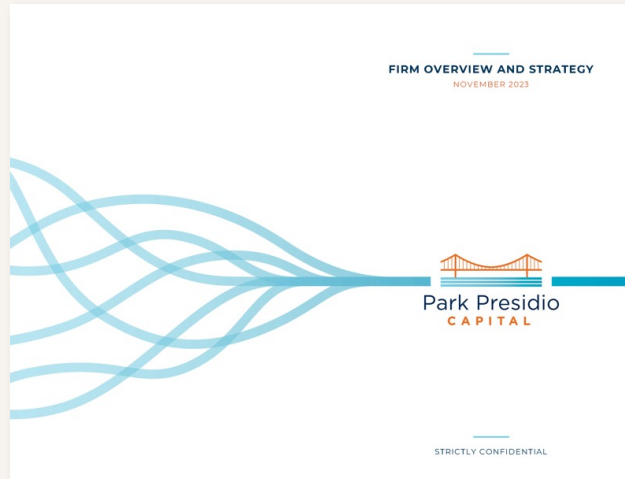 FIRM OVERVIEW AND STRATEGY
NOVEMBER 2023
Park Presidio
CAPITAL
STRICTLY CONFIDENTIAL